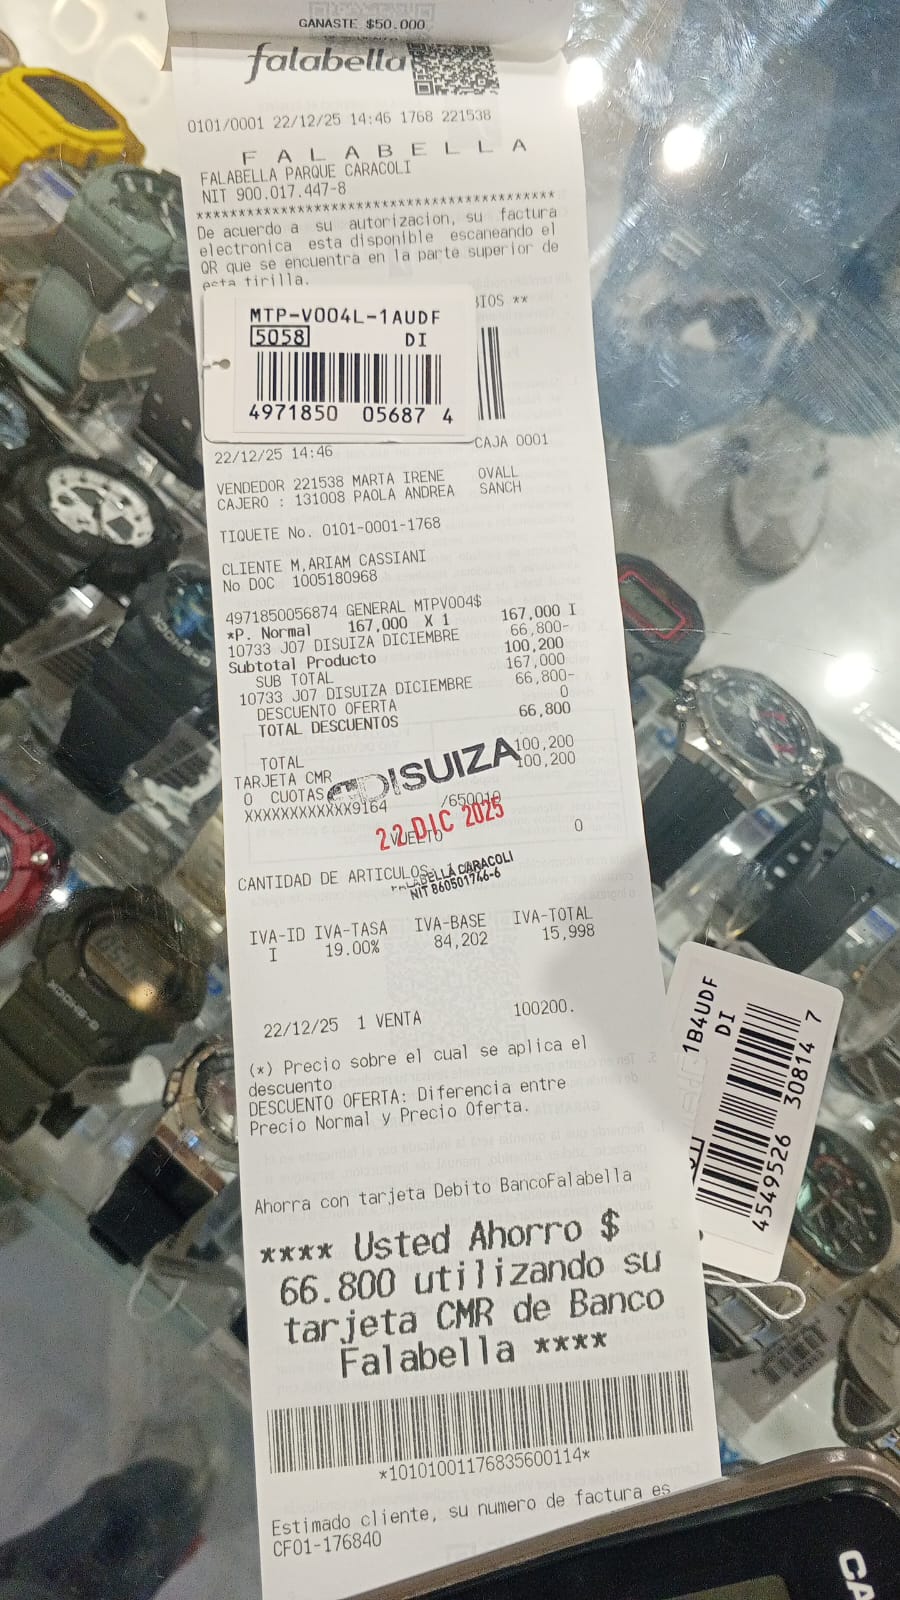 GANASTE $50.000
falabella
0101/0001 22/12/25 14:46 1768 221538
FALABELLA
FALABELLA PARQUE CARACOLI
NIT 900.017.447-8
******************************************
De acuerdo a su autorizacion, su factura
electronica esta disponible escaneando el
QR que se encuentra en la parte superior de
esta tirilla.
BIOS **
MTP-V004L-1AUDF
5058 DI
4971850 05687 4
22/12/25 14:46 CAJA 0001
VENDEDOR 221538 MARTA IRENE OVALL
CAJERO : 131008 PAOLA ANDREA SANCH
TIQUETE No. 0101-0001-1768
CLIENTE M,ARIAM CASSIANI
No DOC 1005180968
4971850056874 GENERAL MTPV004$
*P. Normal 167,000 X 1 167,000 I
10733 J07 DISUIZA DICIEMBRE 66,800-
Subtotal Producto 100,200
SUB TOTAL 167,000
10733 J07 DISUIZA DICIEMBRE 66,800-
DESCUENTO OFERTA 0
TOTAL DESCUENTOS 66,800
TOTAL 100,200
TARJETA CMR 100,200
0 CUOTAS
DISUIZA
XXXXXXXXXXXX9164 /650010
22 DIC 2025
VUELTO 0
CANTIDAD DE ARTICULOS:
FALABELLA CARACOLI
NIT 860501746-6
IVA-ID IVA-TASA IVA-BASE IVA-TOTAL
I 19.00% 84,202 15,998
22/12/25 1 VENTA 100200.
(*) Precio sobre el cual se aplica el
descuento
DESCUENTO OFERTA: Diferencia entre
Precio Normal y Precio Oferta.
1B4UDF
DI
4549526 30814 7
Ahorra con tarjeta Debito BancoFalabella
**** Usted Ahorro $
66.800 utilizando su
tarjeta CMR de Banco
Falabella ****
*10101001176835600114*
Estimado cliente, su numero de factura es
CF01-176840
CA